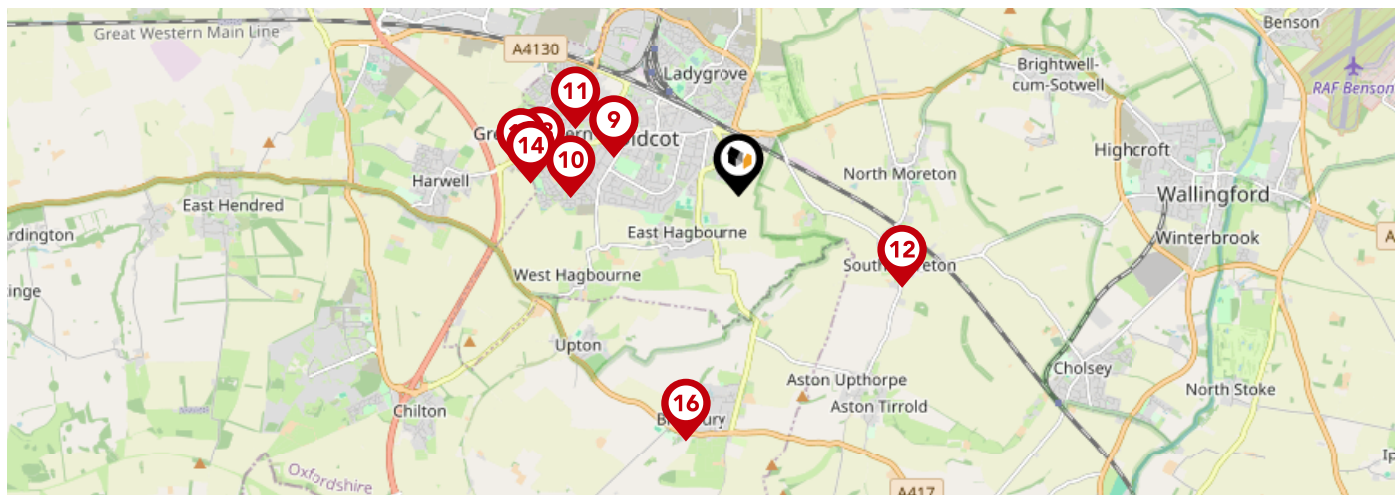 Great Western Main Line
Benson
A4130
Ladygrove
Brightwell-
cum-Sotwell
RAF Benson
11
9
14
10
Highcroft
Harwell
North Moreton
Wallingford
East Hendred
East Hagbourne
Winterbrook
12
West Hagbourne
Upton
Cholsey
Aston Upthorpe
North Stoke
16
Aston Tirrold
Chilton
Oxfordshire
A417